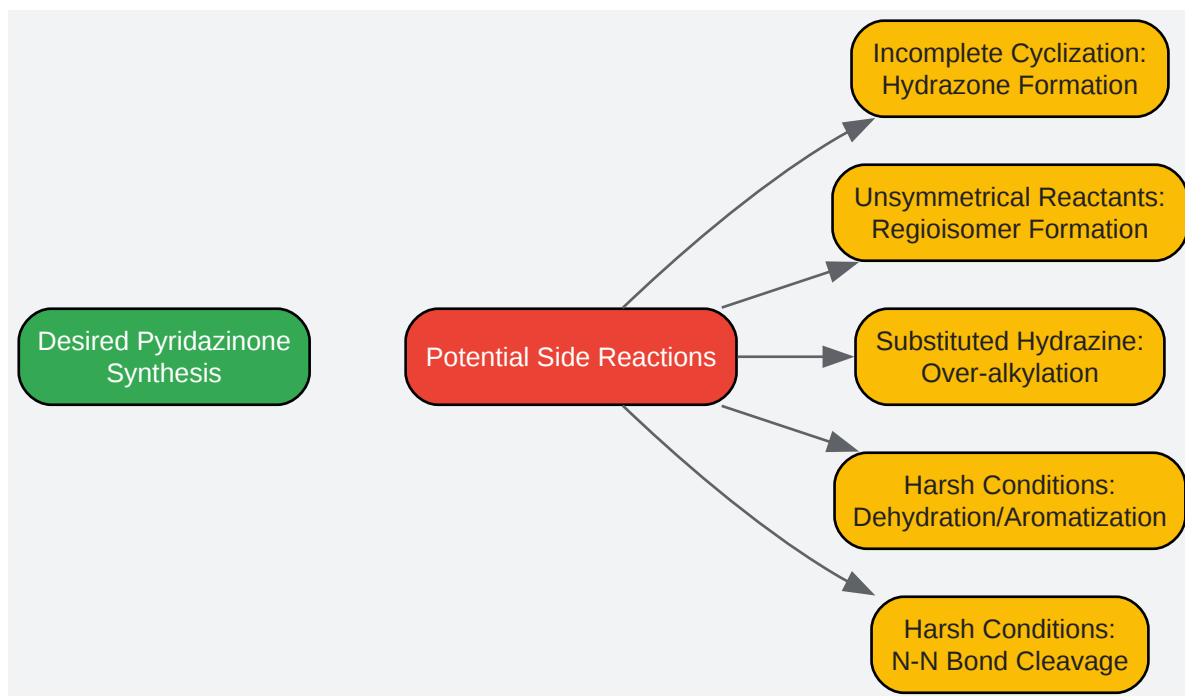 Desired Pyridazinone
Synthesis
Potential Side Reactions
Incomplete Cyclization:
Hydrazone Formation
Unsymmetrical Reactants:
Regioisomer Formation
Substituted Hydrazine:
Over-alkylation
Harsh Conditions:
Dehydration/Aromatization
Harsh Conditions:
N-N Bond Cleavage